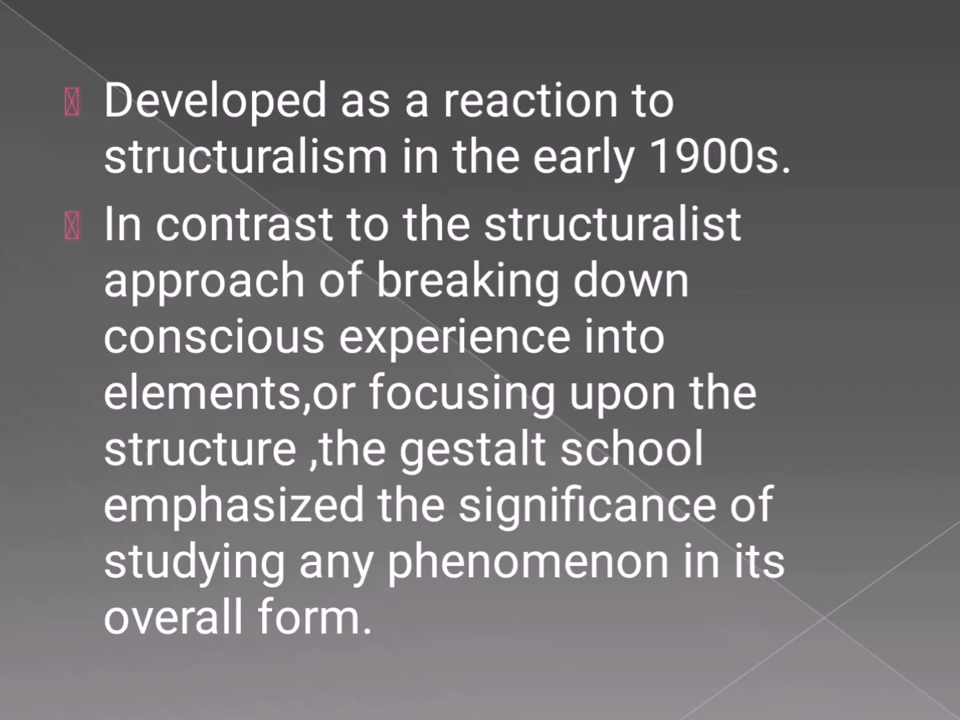 Developed as a reaction to
structuralism in the early 1900s.
In contrast to the structuralist
approach of breaking down
conscious experience into
elements,or focusing upon the
structure ,the gestalt school
emphasized the significance of
studying any phenomenon in its
overall form.